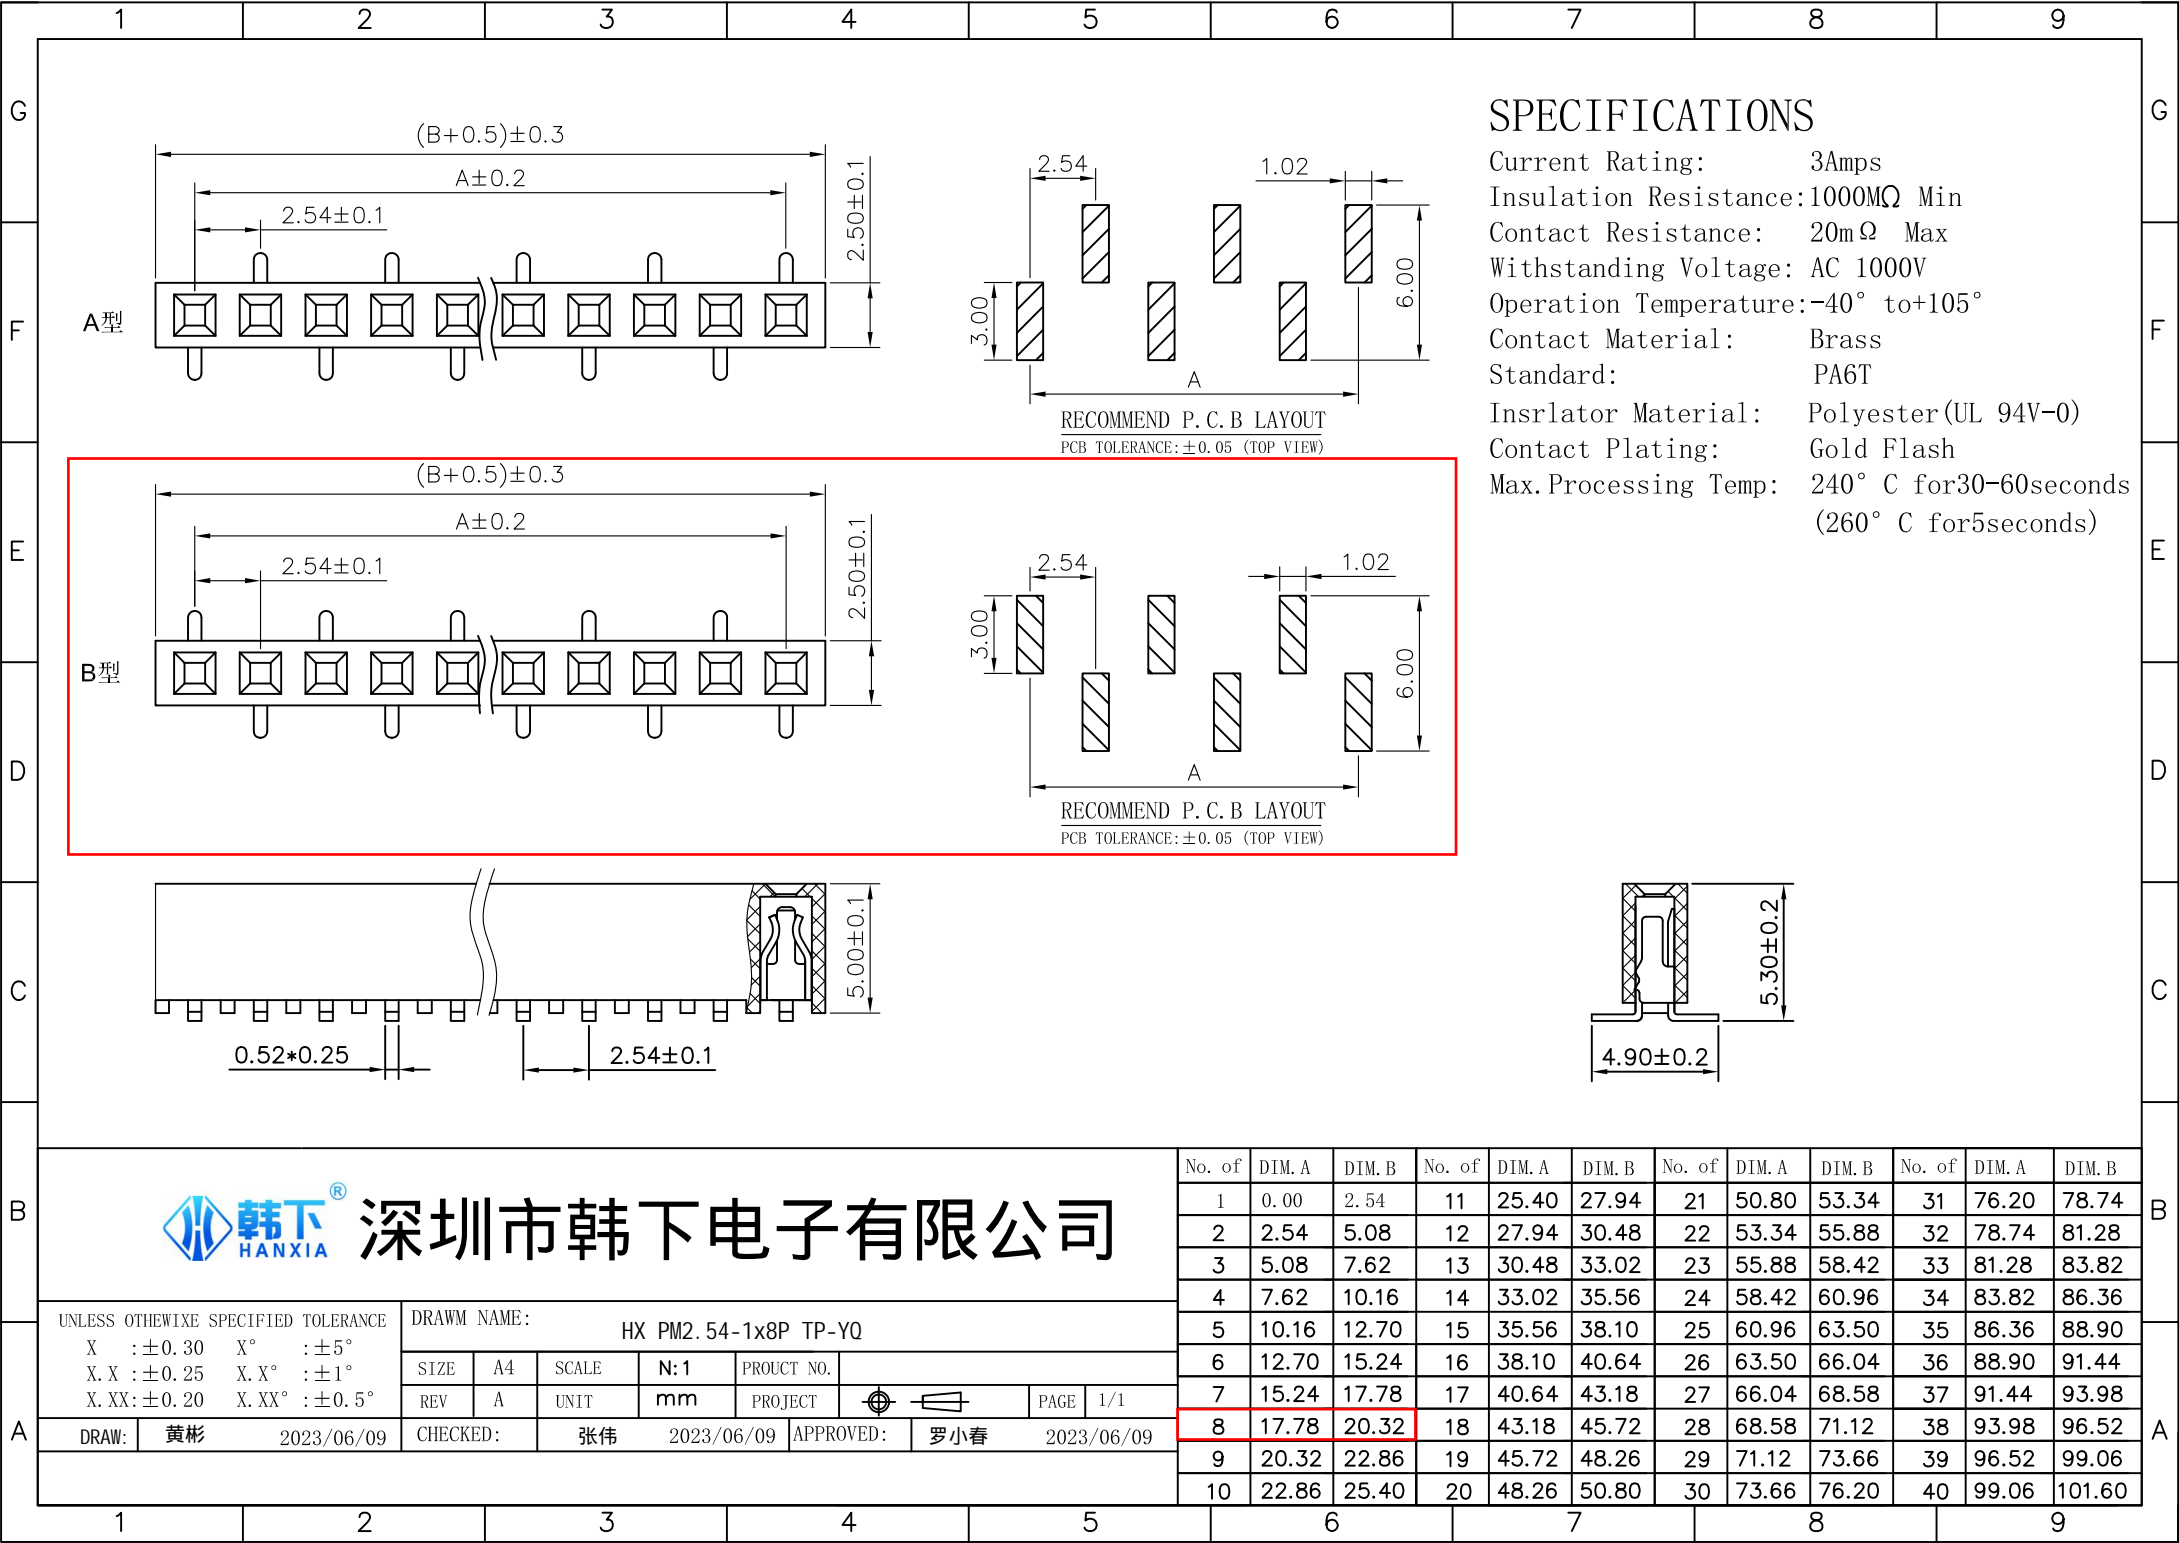 1 2 3 4 5 6 7 8 9
G G
F F
E E
D D
C C
B B
A A
(B+0.5)±0.3
A±0.2
2.54±0.1
2.50±0.1
A型
2.54
1.02
3.00
6.00
A
RECOMMEND P.C.B LAYOUT
PCB TOLERANCE:±0.05 (TOP VIEW)
SPECIFICATIONS
Current Rating: 3Amps
Insulation Resistance:1000MΩ Min
Contact Resistance: 20mΩ Max
Withstanding Voltage: AC 1000V
Operation Temperature:-40° to+105°
Contact Material: Brass
Standard: PA6T
Insrlator Material: Polyester(UL 94V-0)
Contact Plating: Gold Flash
Max.Processing Temp: 240°C for30-60seconds
(260°C for5seconds)
(B+0.5)±0.3
A±0.2
2.54±0.1
2.50±0.1
B型
2.54
1.02
3.00
6.00
A
RECOMMEND P.C.B LAYOUT
PCB TOLERANCE:±0.05 (TOP VIEW)
5.00±0.1
0.52*0.25
2.54±0.1
5.30±0.2
4.90±0.2
韩下®
HANXIA
深圳市韩下电子有限公司
UNLESS OTHEWIXE SPECIFIED TOLERANCE
X :±0.30 X° :±5°
X.X :±0.25 X.X° :±1°
X.XX:±0.20 X.XX° :±0.5°
DRAWM NAME:
HX PM2.54-1x8P TP-YQ
SIZE A4 SCALE N:1 PROUCT NO.
REV A UNIT mm PROJECT PAGE 1/1
DRAW: 黄彬 2023/06/09 CHECKED: 张伟 2023/06/09 APPROVED: 罗小春 2023/06/09
No. of DIM.A DIM.B No. of DIM.A DIM.B No. of DIM.A DIM.B No. of DIM.A DIM.B
1 0.00 2.54 11 25.40 27.94 21 50.80 53.34 31 76.20 78.74
2 2.54 5.08 12 27.94 30.48 22 53.34 55.88 32 78.74 81.28
3 5.08 7.62 13 30.48 33.02 23 55.88 58.42 33 81.28 83.82
4 7.62 10.16 14 33.02 35.56 24 58.42 60.96 34 83.82 86.36
5 10.16 12.70 15 35.56 38.10 25 60.96 63.50 35 86.36 88.90
6 12.70 15.24 16 38.10 40.64 26 63.50 66.04 36 88.90 91.44
7 15.24 17.78 17 40.64 43.18 27 66.04 68.58 37 91.44 93.98
8 17.78 20.32 18 43.18 45.72 28 68.58 71.12 38 93.98 96.52
9 20.32 22.86 19 45.72 48.26 29 71.12 73.66 39 96.52 99.06
10 22.86 25.40 20 48.26 50.80 30 73.66 76.20 40 99.06 101.60
1 2 3 4 5 6 7 8 9